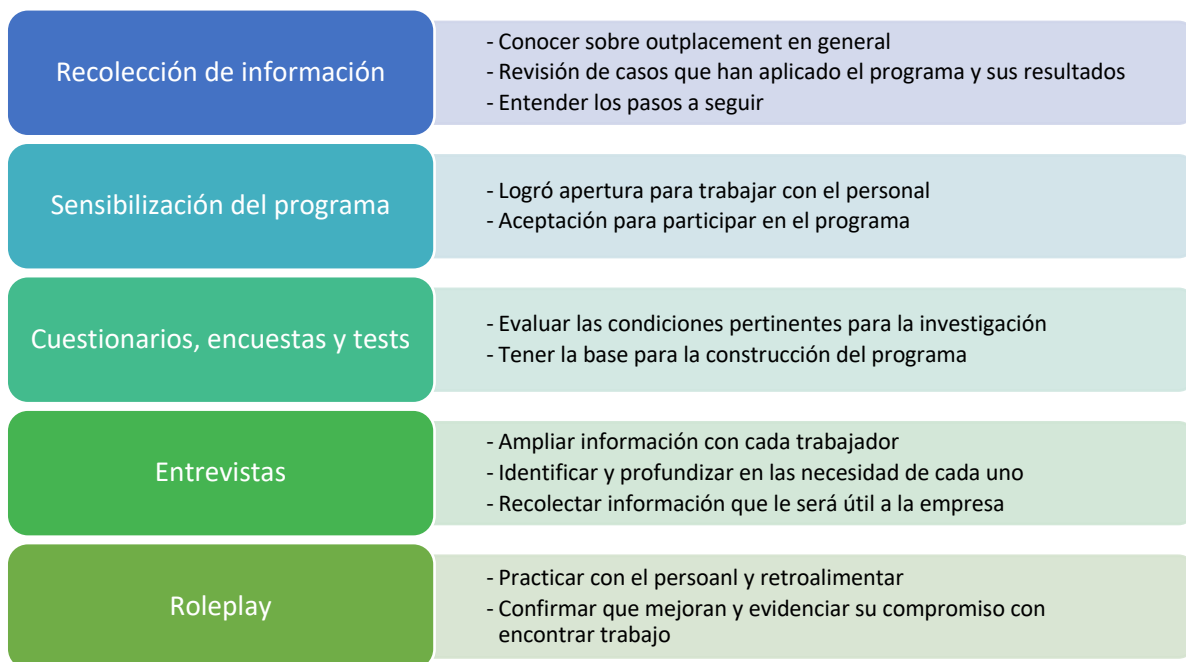 Recolección de información
- Conocer sobre outplacement en general
- Revisión de casos que han aplicado el programa y sus resultados
- Entender los pasos a seguir
Sensibilización del programa
- Logró apertura para trabajar con el personal
- Aceptación para participar en el programa
Cuestionarios, encuestas y tests
- Evaluar las condiciones pertinentes para la investigación
- Tener la base para la construcción del programa
Entrevistas
- Ampliar información con cada trabajador
- Identificar y profundizar en las necesidad de cada uno
- Recolectar información que le será útil a la empresa
Roleplay
- Practicar con el persoanl y retroalimentar
- Confirmar que mejoran y evidenciar su compromiso con
encontrar trabajo